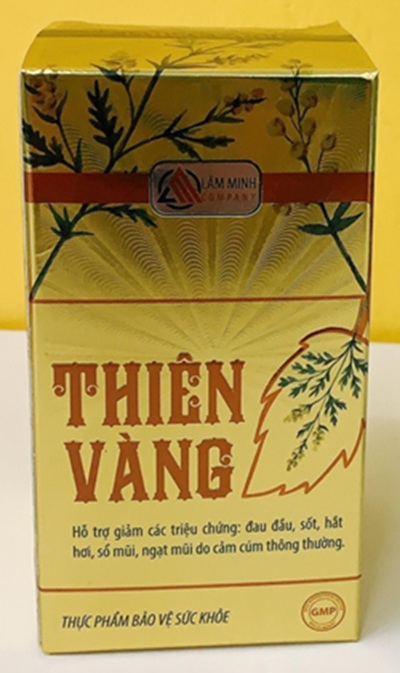 LÂM MINH
COMPANY
THIÊN
VÀNG
Hỗ trợ giảm các triệu chứng: đau đầu, sốt, hắt
hơi, sổ mũi, ngạt mũi do cảm cúm thông thường.
THỰC PHẨM BẢO VỆ SỨC KHỎE
GMP